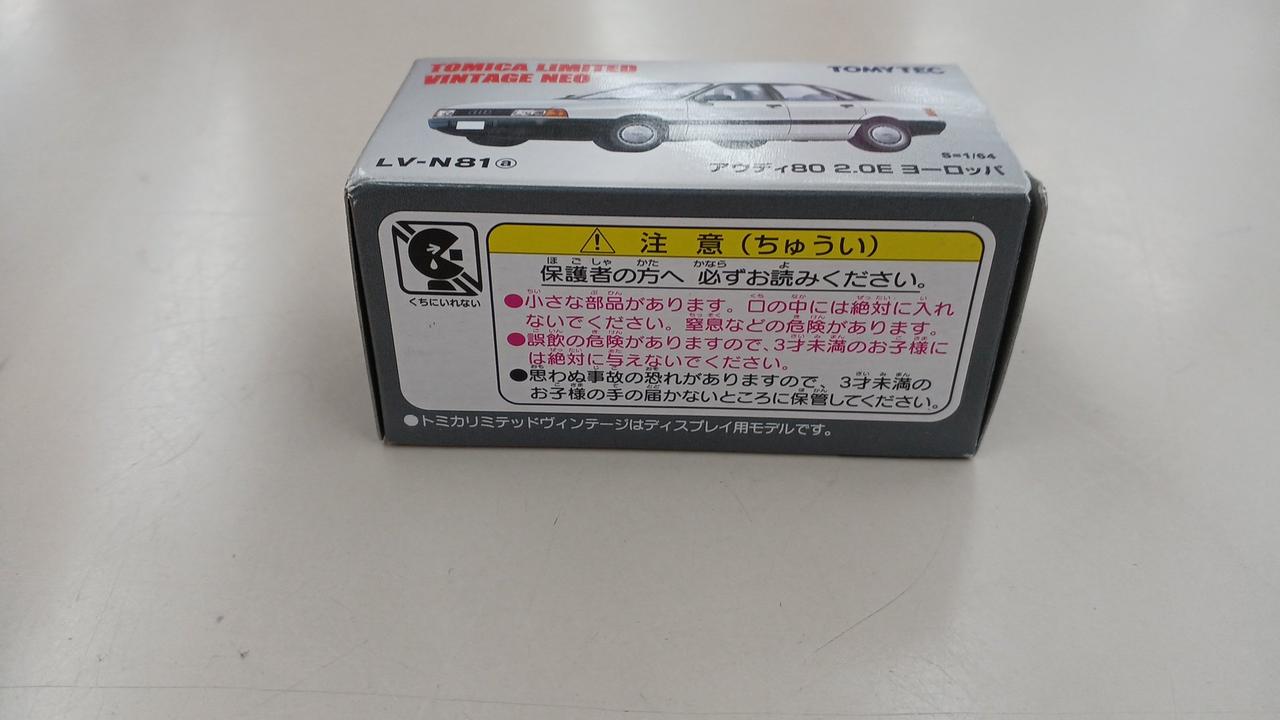 TOMICA LIMITED
VINTAGE NEO
TOMYTEC
LV-N81ⓐ
S=1/64
アウディ80 2.0E ヨーロッパ
くちにいれない
⚠ 注 意 (ちゅうい)
保護者の方へ 必ずお読みください。
●小さな部品があります。口の中には絶対に入れ
ないでください。窒息などの危険があります。
●誤飲の危険がありますので、3才未満のお子様に
は絶対に与えないでください。
●思わぬ事故の恐れがありますので、3才未満の
お子様の手の届かないところに保管してください。
●トミカリミテッドヴィンテージはディスプレイ用モデルです。